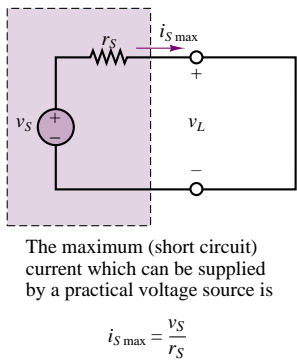 r_S
i_S max
+
v_S
+
−
v_L
−
The maximum (short circuit)
current which can be supplied
by a practical voltage source is
i_S max = v_S / r_S